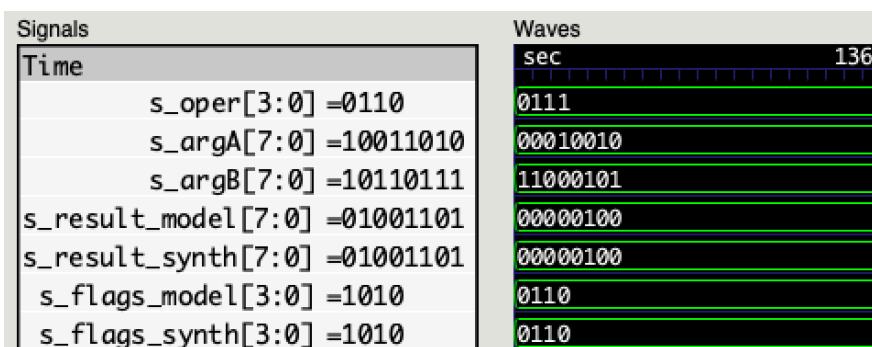 Signals Waves
Time sec 136
s_oper[3:0] =0110 0111
s_argA[7:0] =10011010 00010010
s_argB[7:0] =10110111 11000101
s_result_model[7:0] =01001101 00000100
s_result_synth[7:0] =01001101 00000100
s_flags_model[3:0] =1010 0110
s_flags_synth[3:0] =1010 0110